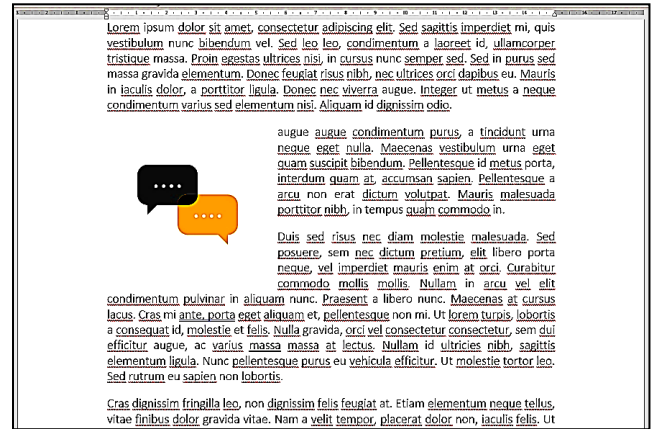 Lorem ipsum dolor sit amet, consectetur adipiscing elit. Sed sagittis imperdiet mi, quis
vestibulum nunc bibendum vel. Sed leo leo, condimentum a laoreet id, ullamcorper
tristique massa. Proin egestas ultrices nisi, in cursus nunc semper sed. Sed in purus sed
massa gravida elementum. Donec feugiat risus nibh, nec ultrices orci dapibus eu. Mauris
in iaculis dolor, a porttitor ligula. Donec nec viverra augue. Integer ut metus a neque
condimentum varius sed elementum nisi. Aliquam id dignissim odio.
augue augue condimentum purus, a tincidunt urna
neque eget nulla. Maecenas vestibulum urna eget
quam suscipit bibendum. Pellentesque id metus porta,
interdum quam at, accumsan sapien. Pellentesque a
arcu non erat dictum volutpat. Mauris malesuada
porttitor nibh, in tempus quam commodo in.
Duis sed risus nec diam molestie malesuada. Sed
posuere, sem nec dictum pretium, elit libero porta
neque, vel imperdiet mauris enim at orci. Curabitur
commodo mollis mollis. Nullam in arcu vel elit
condimentum pulvinar in aliquam nunc. Praesent a libero nunc. Maecenas at cursus
lacus. Cras mi ante, porta eget aliquam et, pellentesque non mi. Ut lorem turpis, lobortis
a consequat id, molestie et felis. Nulla gravida, orci vel consectetur consectetur, sem dui
efficitur augue, ac varius massa massa at lectus. Nullam id ultricies nibh, sagittis
elementum ligula. Nunc pellentesque purus eu vehicula efficitur. Ut molestie tortor leo.
Sed rutrum eu sapien non lobortis.
Cras dignissim fringilla leo, non dignissim felis feugiat at. Etiam elementum neque tellus,
vitae finibus dolor gravida vitae. Nam a velit tempor, placerat dolor non, iaculis felis. Ut